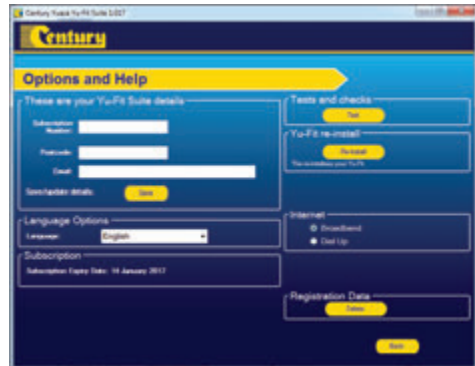 Century Yuasa Yu-Fit Suite 3.017
Century
Options and Help
These are your Yu-Fit Suite details
Subscription
Number:
Postcode:
Email:
Save/update details:
Save
Language Options
Language:
English
Subscription
Subscription Expiry Date: 14 January 2017
Tests and checks
Test
Yu-Fit re-install
Re-install
Internet
Broadband
Dial Up
Registration Data
Back